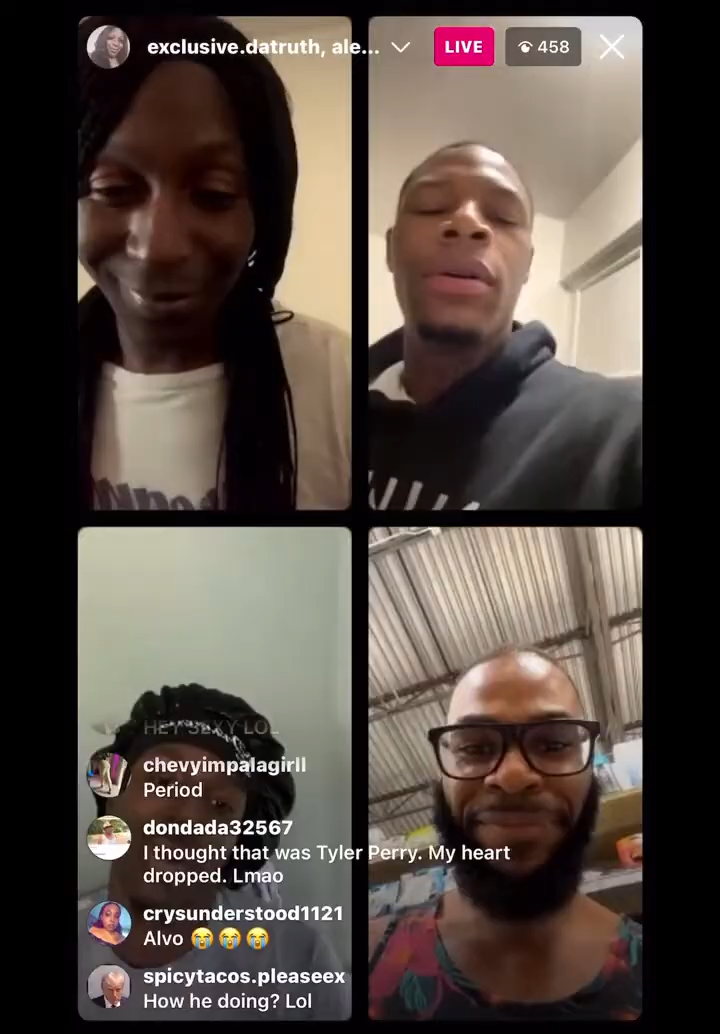 exclusive.datruth, ale...
LIVE
458
HEY SEXY LOL
chevyimpalagirll
Period
dondada32567
I thought that was Tyler Perry. My heart
dropped. Lmao
crysunderstood1121
Alvo 😭😭😭
spicytacos.pleaseex
How he doing? Lol